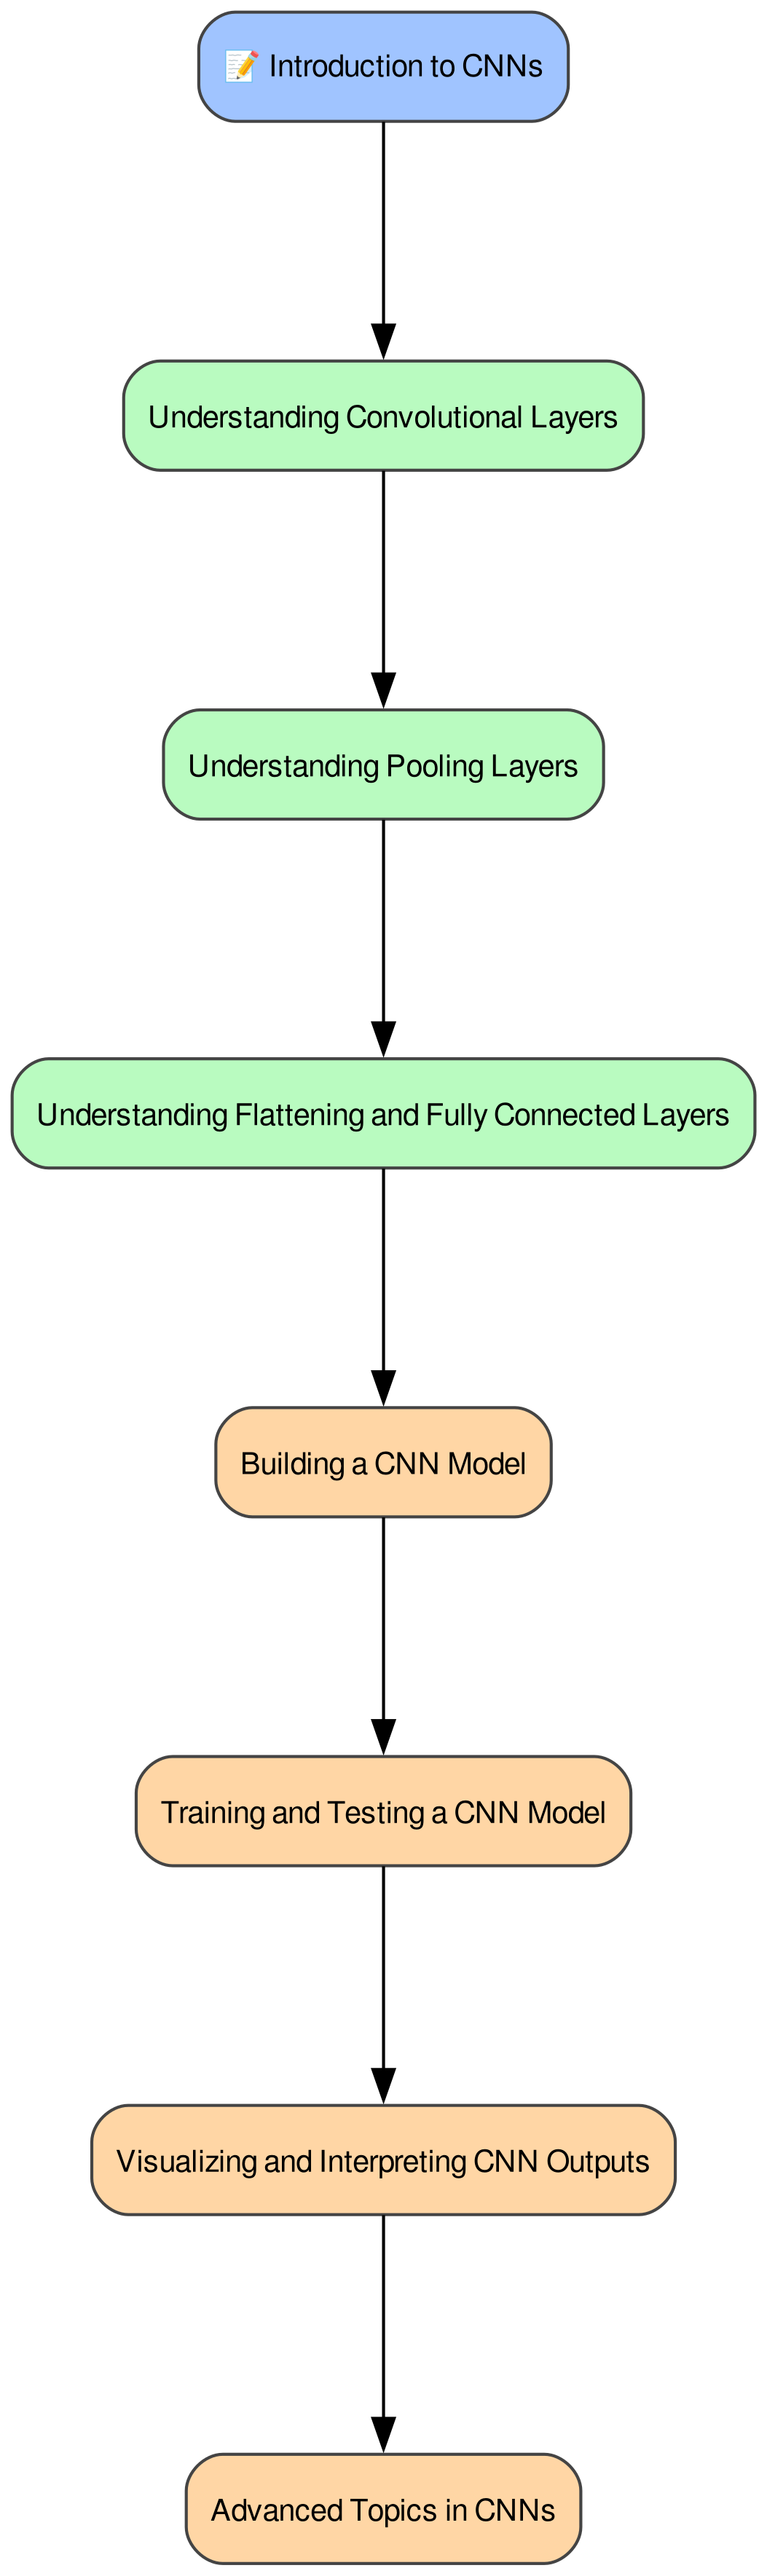 📝 Introduction to CNNs
Understanding Convolutional Layers
Understanding Pooling Layers
Understanding Flattening and Fully Connected Layers
Building a CNN Model
Training and Testing a CNN Model
Visualizing and Interpreting CNN Outputs
Advanced Topics in CNNs